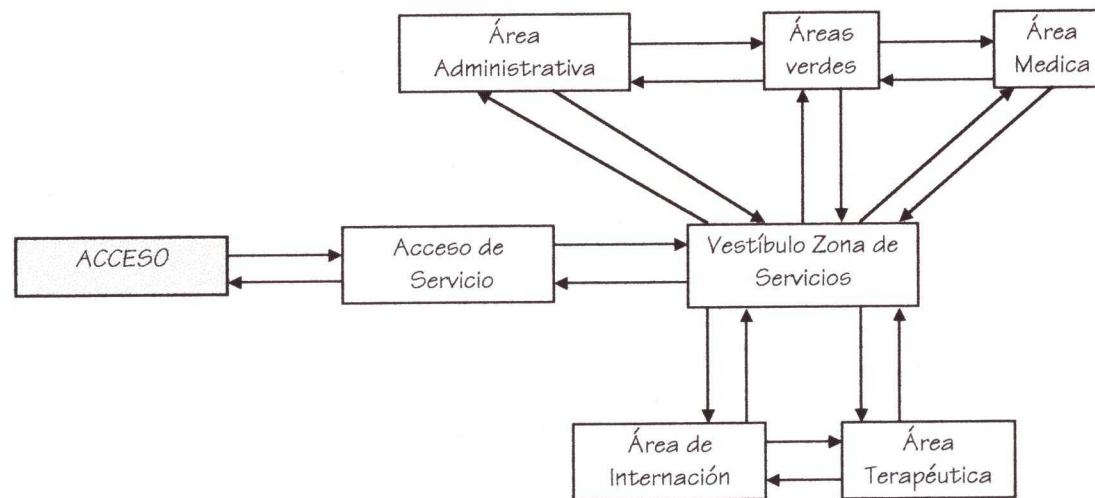 Área
Administrativa
Áreas
verdes
Área
Medica
ACCESO
Acceso de
Servicio
Vestíbulo Zona de
Servicios
Área de
Internación
Área
Terapéutica